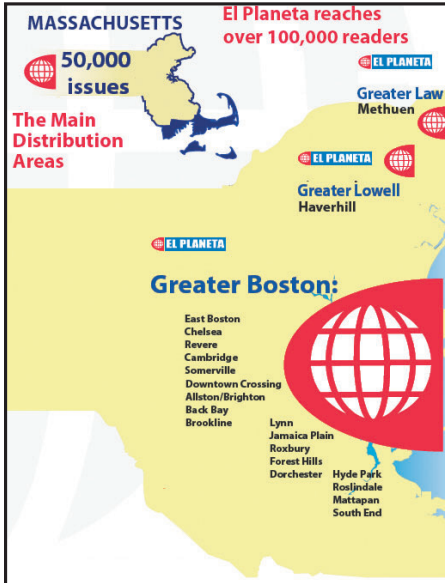 MASSACHUSETTS
50,000
issues
The Main
Distribution
Areas
El Planeta reaches
over 100,000 readers
EL PLANETA
Greater Law
Methuen
EL PLANETA
Greater Lowell
Haverhill
EL PLANETA
Greater Boston:
East Boston
Chelsea
Revere
Cambridge
Somerville
Downtown Crossing
Allston/Brighton
Back Bay
Brookline
Lynn
Jamaica Plain
Roxbury
Forest Hills
Dorchester
Hyde Park
Roslindale
Mattapan
South End